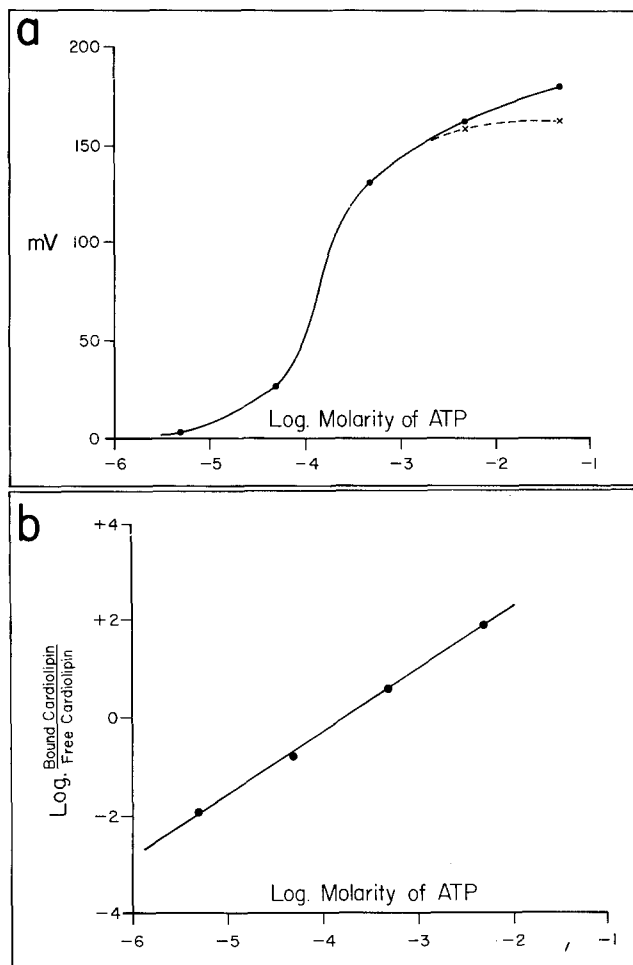 a
200
150
mV
100
50
0
Log. Molarity of ATP
-6 -5 -4 -3 -2 -1
b
+4
+2
0
-2
-4
Log. Bound Cardiolipin
Free Cardiolipin
Log. Molarity of ATP
-6 -5 -4 -3 -2 -1